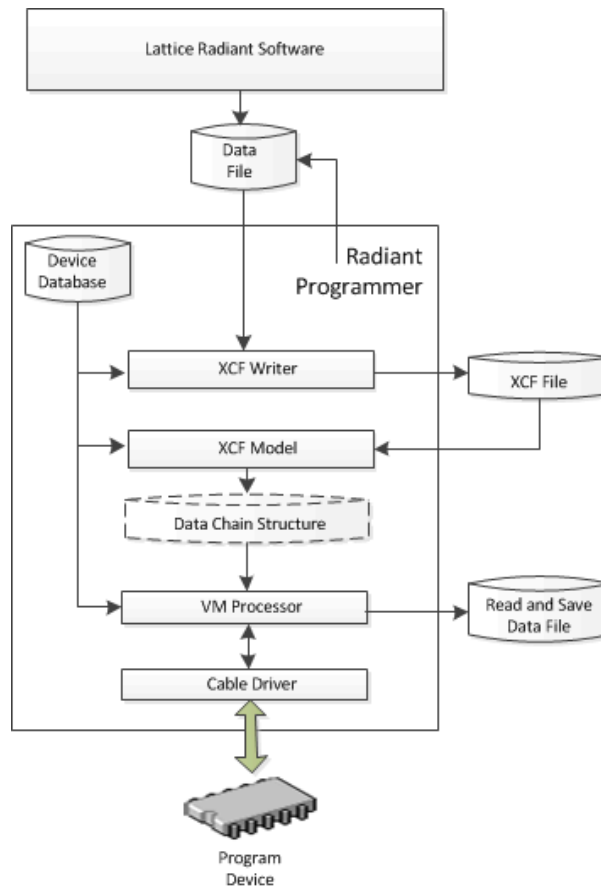 Lattice Radiant Software
Data
File
Device
Database
Radiant
Programmer
XCF Writer
XCF File
XCF Model
Data Chain Structure
VM Processor
Read and Save
Data File
Cable Driver
Program
Device